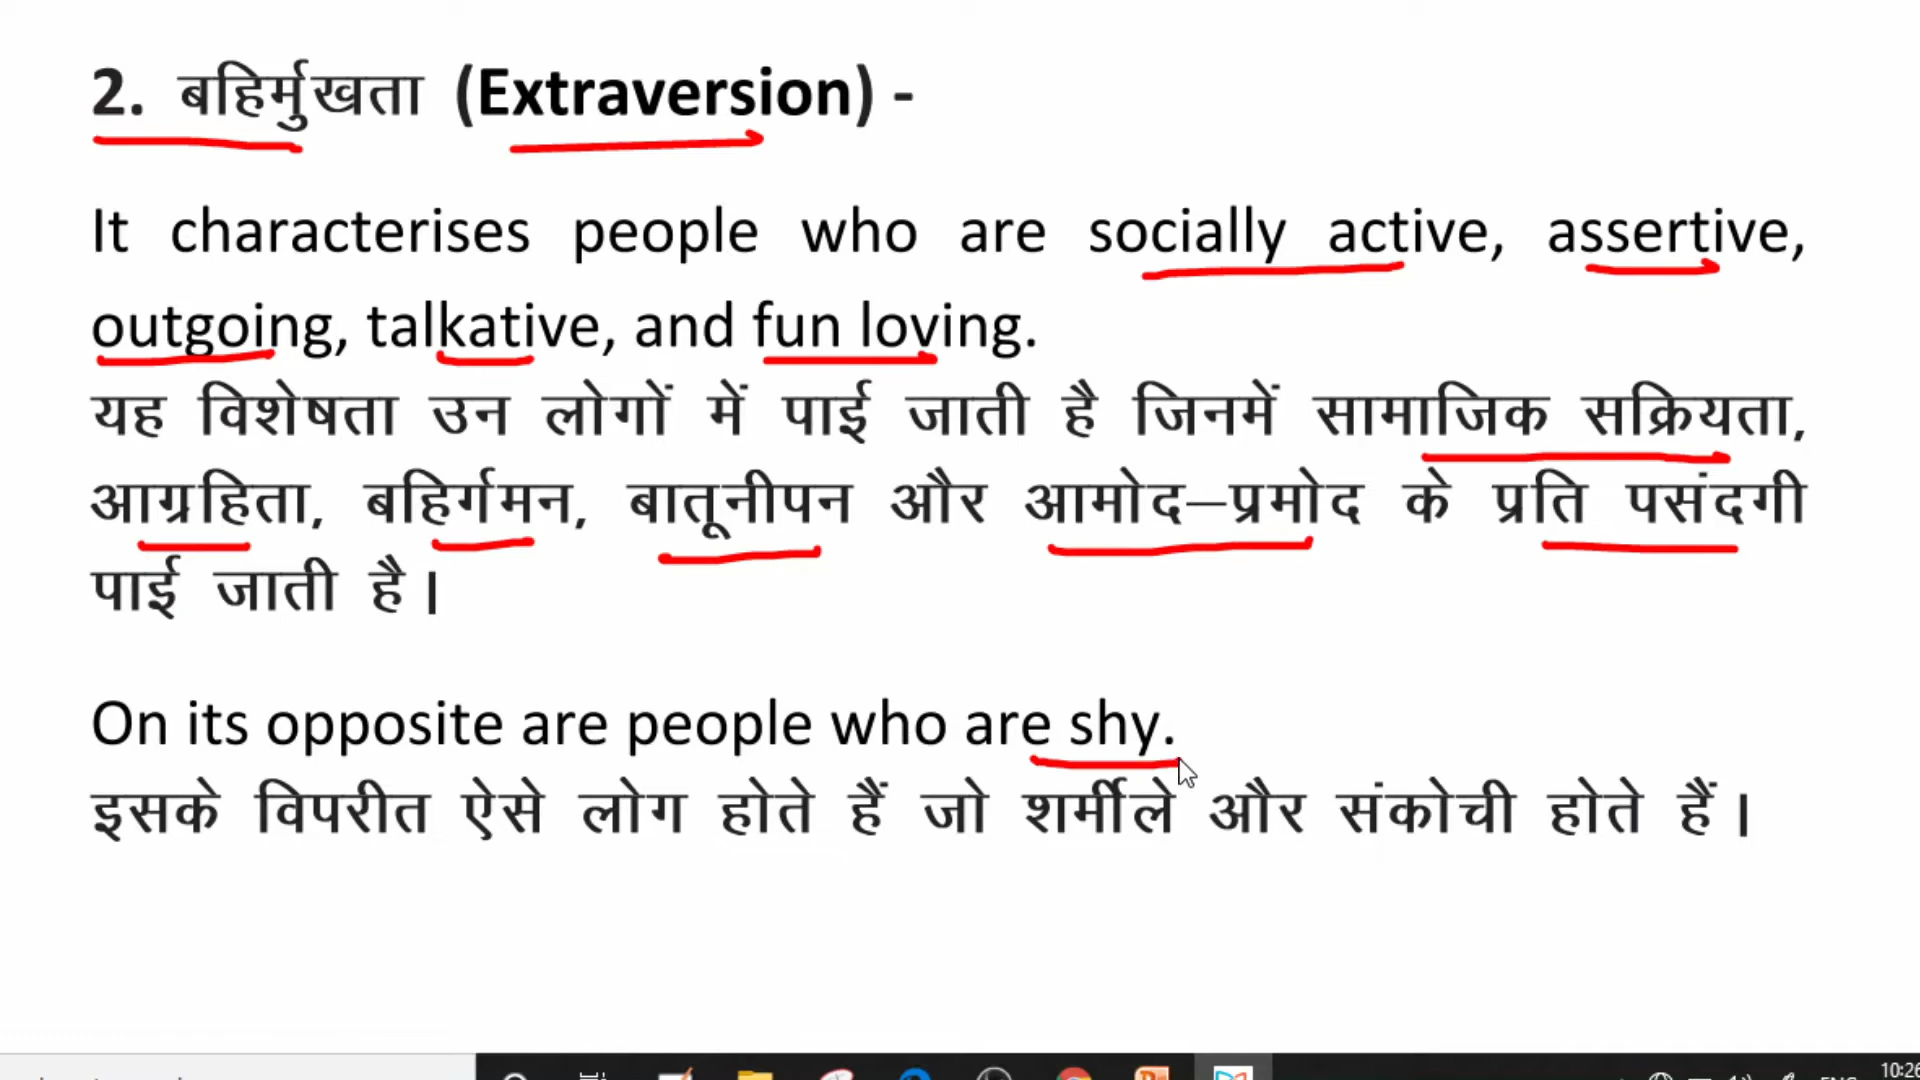 2. बहिर्मुखता (Extraversion) -
It characterises people who are socially active, assertive,
outgoing, talkative, and fun loving.
यह विशेषता उन लोगों में पाई जाती है जिनमें सामाजिक सक्रियता,
आग्रहिता, बहिर्गमन, बातूनीपन और आमोद–प्रमोद के प्रति पसंदगी
पाई जाती है।
On its opposite are people who are shy.
इसके विपरीत ऐसे लोग होते हैं जो शर्मीले और संकोची होते हैं।
10:26